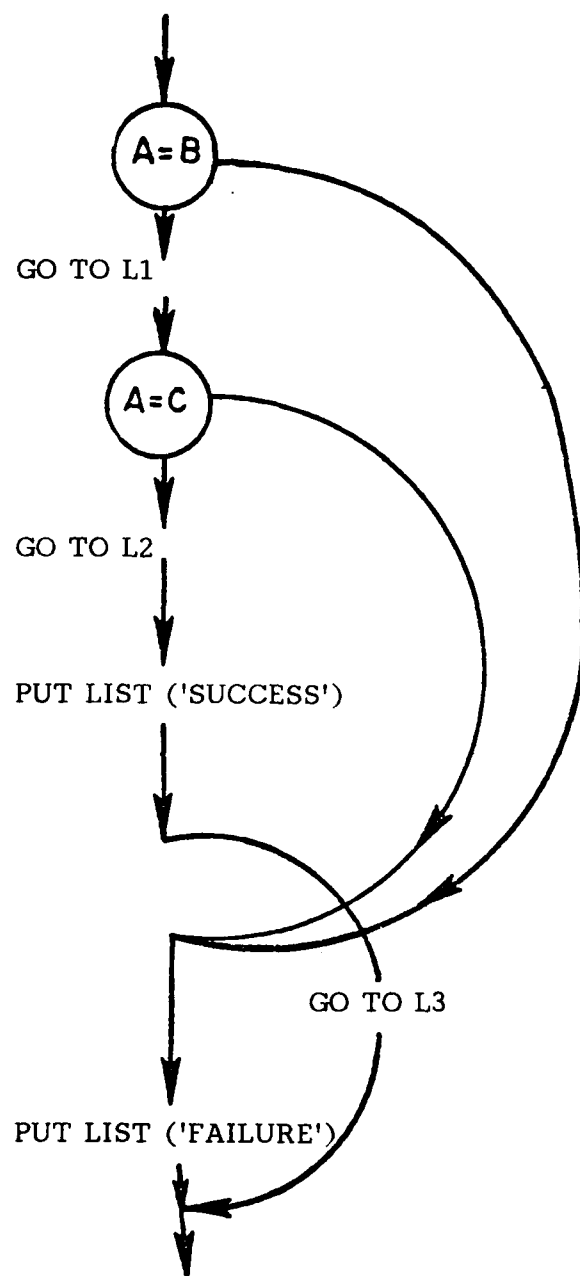 A=B
GO TO L1
A=C
GO TO L2
PUT LIST ('SUCCESS')
GO TO L3
PUT LIST ('FAILURE')